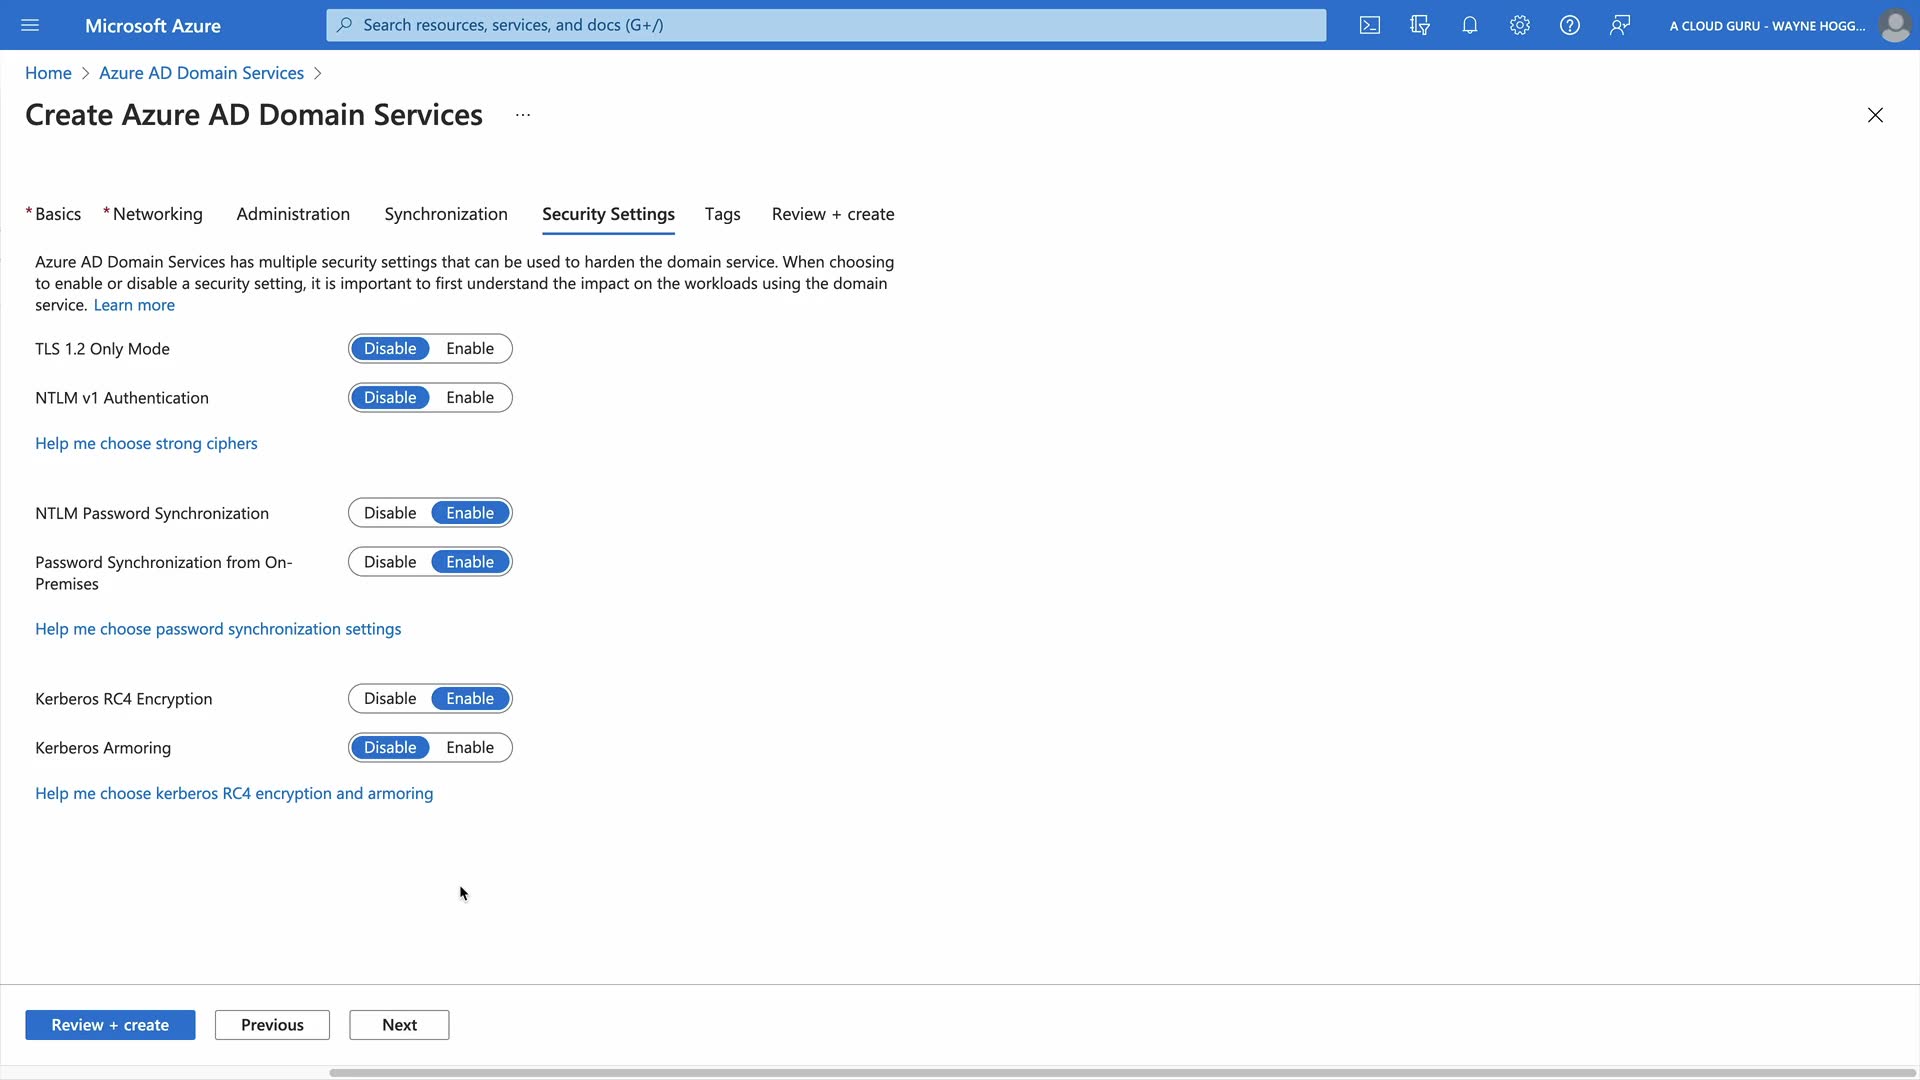 Microsoft Azure
Search resources, services, and docs (G+/)
A CLOUD GURU - WAYNE HOGG...
Home > Azure AD Domain Services >
Create Azure AD Domain Services ...
* Basics * Networking Administration Synchronization Security Settings Tags Review + create
Azure AD Domain Services has multiple security settings that can be used to harden the domain service. When choosing
to enable or disable a security setting, it is important to first understand the impact on the workloads using the domain
service. Learn more
TLS 1.2 Only Mode Disable Enable
NTLM v1 Authentication Disable Enable
Help me choose strong ciphers
NTLM Password Synchronization Disable Enable
Password Synchronization from On- Disable Enable
Premises
Help me choose password synchronization settings
Kerberos RC4 Encryption Disable Enable
Kerberos Armoring Disable Enable
Help me choose kerberos RC4 encryption and armoring
Review + create Previous Next